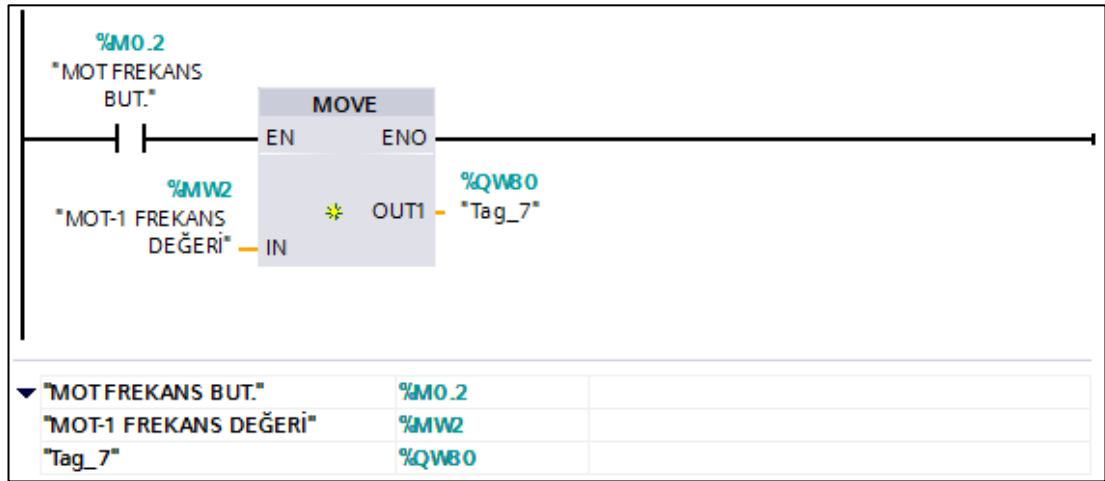 %M0.2
"MOT FREKANS
BUT."
MOVE
EN ENO
%MW2
"MOT-1 FREKANS
DEĞERİ"
IN
OUT1
%QW80
"Tag_7"
"MOT FREKANS BUT." %M0.2
"MOT-1 FREKANS DEĞERİ" %MW2
"Tag_7" %QW80